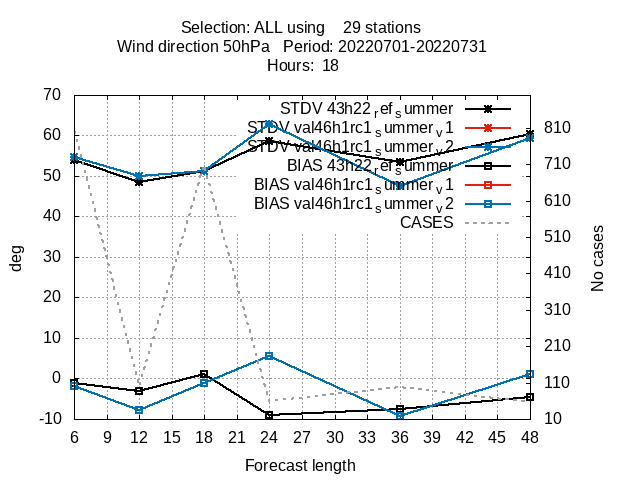 Selection: ALL using 29 stations
Wind direction 50hPa Period: 20220701-20220731
Hours: 18
70
60
50
40
30
20
10
0
-10
deg
STDV 43h22_ref_summer
STDV val46h1rc1_summer_v1
STDV val46h1rc1_summer_v2
BIAS 43h22_ref_summer
BIAS val46h1rc1_summer_v1
BIAS val46h1rc1_summer_v2
CASES
810
710
610
510
410
310
210
110
10
No cases
6 9 12 15 18 21 24 27 30 33 36 39 42 45 48
Forecast length